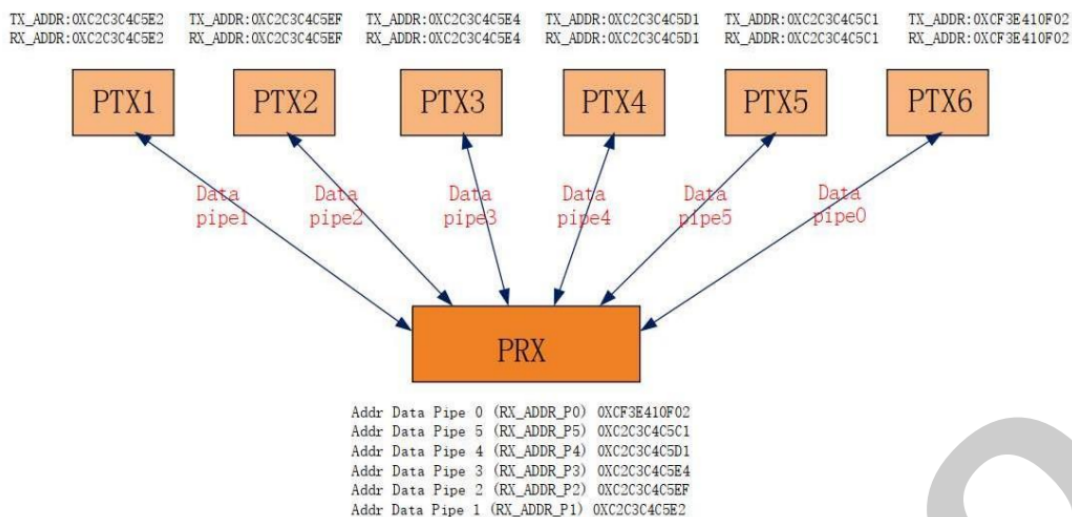 TX_ADDR:0XC2C3C4C5E2 TX_ADDR:0XC2C3C4C5EF TX_ADDR:0XC2C3C4C5E4 TX_ADDR:0XC2C3C4C5D1 TX_ADDR:0XC2C3C4C5C1 TX_ADDR:0XCF3E410F02
RX_ADDR:0XC2C3C4C5E2 RX_ADDR:0XC2C3C4C5EF RX_ADDR:0XC2C3C4C5E4 RX_ADDR:0XC2C3C4C5D1 RX_ADDR:0XC2C3C4C5C1 RX_ADDR:0XCF3E410F02
PTX1 PTX2 PTX3 PTX4 PTX5 PTX6
Data Data Data Data Data Data
pipe1 pipe2 pipe3 pipe4 pipe5 pipe0
PRX
Addr Data Pipe 0 (RX_ADDR_P0) 0XCF3E410F02
Addr Data Pipe 5 (RX_ADDR_P5) 0XC2C3C4C5C1
Addr Data Pipe 4 (RX_ADDR_P4) 0XC2C3C4C5D1
Addr Data Pipe 3 (RX_ADDR_P3) 0XC2C3C4C5E4
Addr Data Pipe 2 (RX_ADDR_P2) 0XC2C3C4C5EF
Addr Data Pipe 1 (RX_ADDR_P1) 0XC2C3C4C5E2